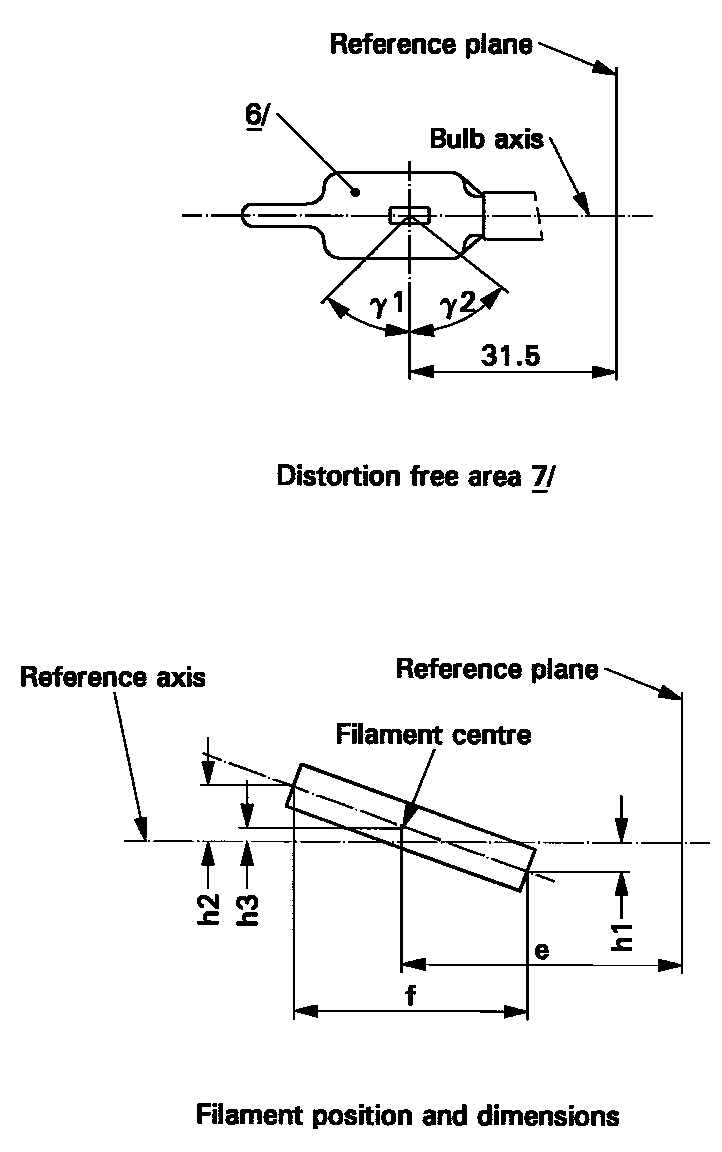 Reference plane
6/
Bulb axis
γ1
γ2
31.5
Distortion free area 7/
Reference axis
Reference plane
Filament centre
h2
h3
h1
e
f
Filament position and dimensions